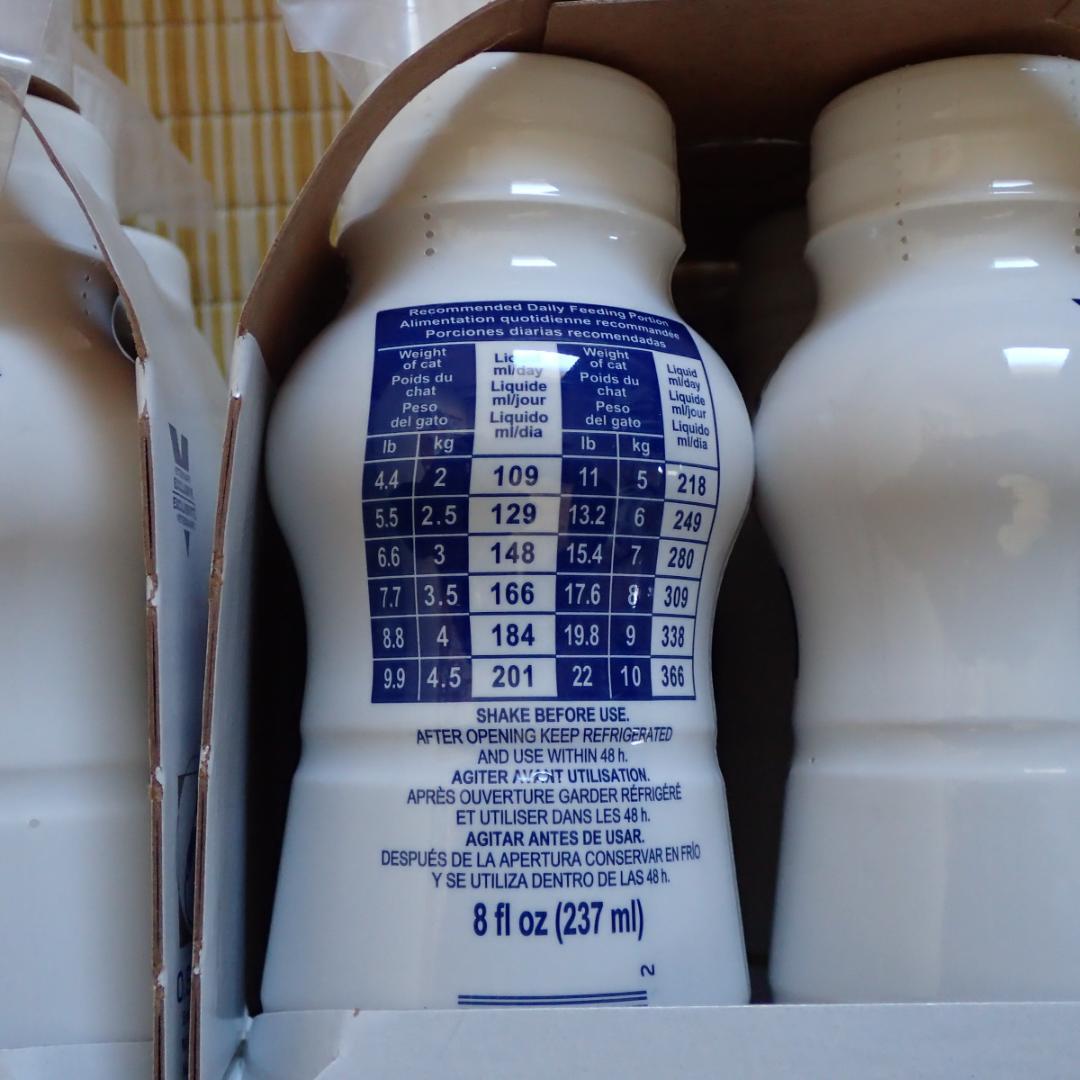 Recommended Daily Feeding Portion
Alimentation quotidienne recommandée
Porciones diarias recomendadas
Weight of cat Liquid ml/day Weight of cat Liquid ml/day
Poids du chat Liquide ml/jour Poids du chat Liquide ml/jour
Peso del gato Liquido ml/dia Peso del gato Liquido ml/dia
lb kg lb kg
4.4 2 109 11 5 218
5.5 2.5 129 13.2 6 249
6.6 3 148 15.4 7 280
7.7 3.5 166 17.6 8 309
8.8 4 184 19.8 9 338
9.9 4.5 201 22 10 366
SHAKE BEFORE USE.
AFTER OPENING KEEP REFRIGERATED
AND USE WITHIN 48 h.
AGITER AVANT UTILISATION.
APRÈS OUVERTURE GARDER RÉFRIGÉRÉ
ET UTILISER DANS LES 48 h.
AGITAR ANTES DE USAR.
DESPUÉS DE LA APERTURA CONSERVAR EN FRÍO
Y SE UTILIZA DENTRO DE LAS 48 h.
8 fl oz (237 ml)
2